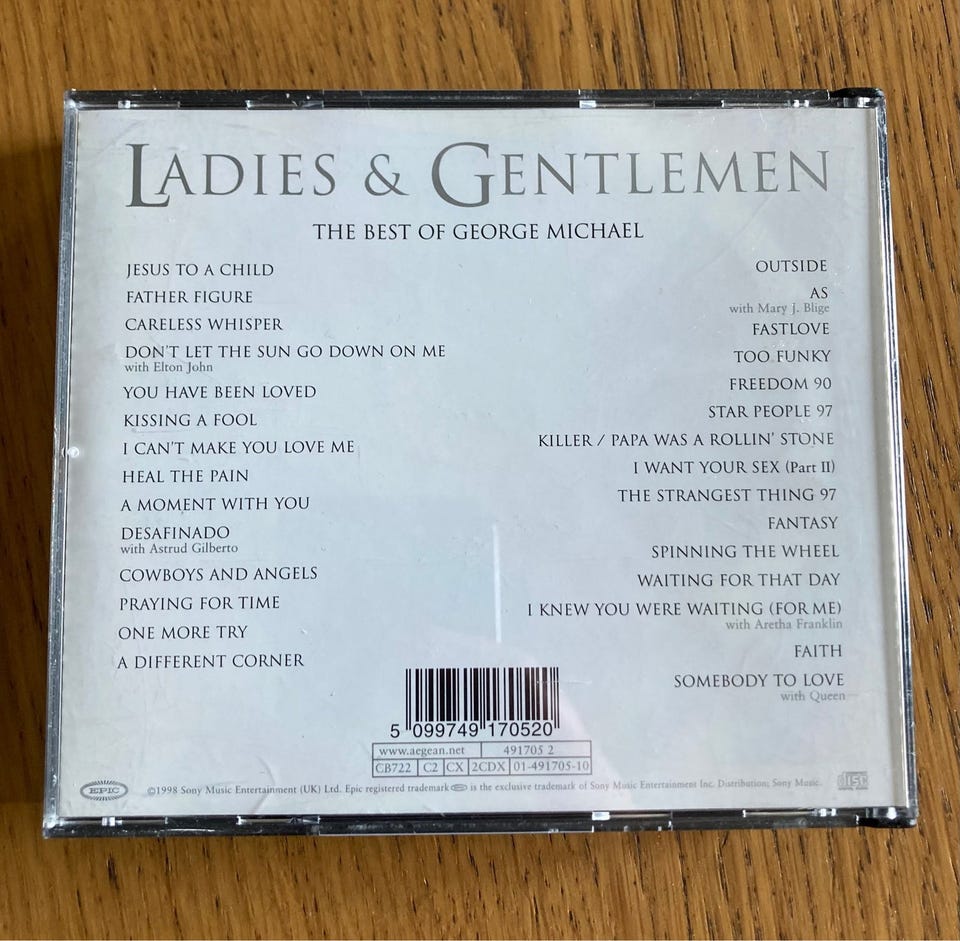 LADIES & GENTLEMEN
THE BEST OF GEORGE MICHAEL
JESUS TO A CHILD
FATHER FIGURE
CARELESS WHISPER
DON'T LET THE SUN GO DOWN ON ME
with Elton John
YOU HAVE BEEN LOVED
KISSING A FOOL
I CAN'T MAKE YOU LOVE ME
HEAL THE PAIN
A MOMENT WITH YOU
DESAFINADO
with Astrud Gilberto
COWBOYS AND ANGELS
PRAYING FOR TIME
ONE MORE TRY
A DIFFERENT CORNER
OUTSIDE
AS
with Mary J. Blige
FASTLOVE
TOO FUNKY
FREEDOM 90
STAR PEOPLE 97
KILLER / PAPA WAS A ROLLIN' STONE
I WANT YOUR SEX (Part II)
THE STRANGEST THING 97
FANTASY
SPINNING THE WHEEL
WAITING FOR THAT DAY
I KNEW YOU WERE WAITING (FOR ME)
with Aretha Franklin
FAITH
SOMEBODY TO LOVE
with Queen
5 099749 170520
www.aegean.net 491705 2
CB722 C2 CX 2CDX 01-491705-10
EPIC ©1998 Sony Music Entertainment (UK) Ltd. Epic registered trademark EPIC is the exclusive trademark of Sony Music Entertainment Inc. Distribution; Sony Music. disc